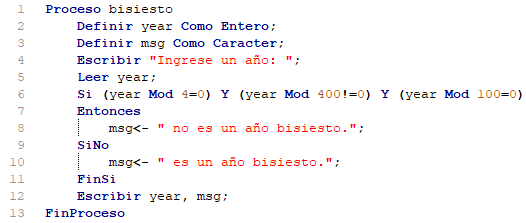 1 Proceso bisiesto
2 Definir year Como Entero;
3 Definir msg Como Caracter;
4 Escribir "Ingrese un año: ";
5 Leer year;
6 Si (year Mod 4=0) Y (year Mod 400!=0) Y (year Mod 100=0)
7 Entonces
8 msg<- " no es un año bisiesto.";
9 SiNo
10 msg<- " es un año bisiesto.";
11 FinSi
12 Escribir year, msg;
13 FinProceso